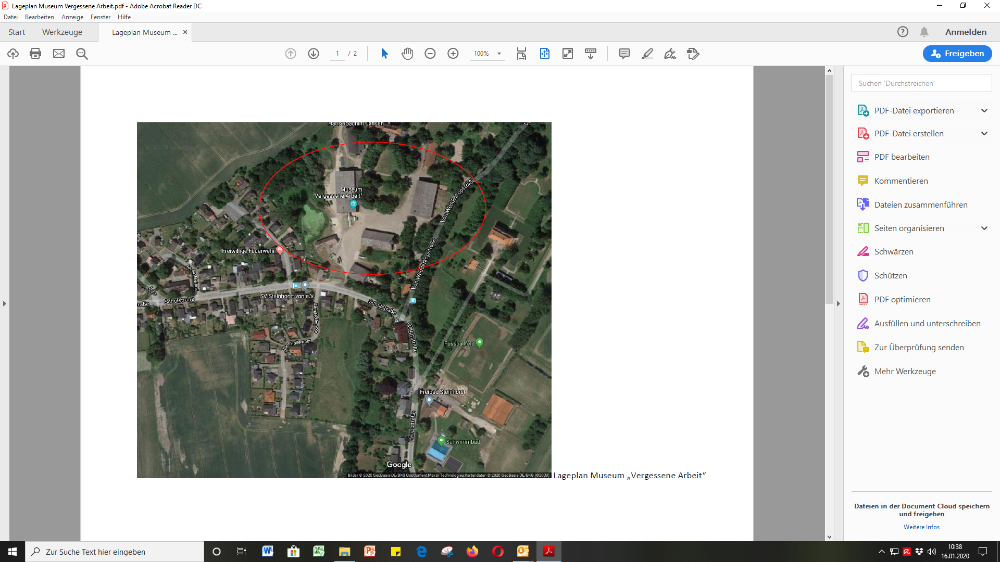 Lageplan Museum Vergessene Arbeit.pdf - Adobe Acrobat Reader DC
Datei Bearbeiten Anzeige Fenster Hilfe
Start Werkzeuge Lageplan Museum ... × Anmelden
1 / 2 100% Freigeben
Suchen 'Durchstreichen'
PDF-Datei exportieren
PDF-Datei erstellen
PDF bearbeiten
Kommentieren
Dateien zusammenführen
Seiten organisieren
Schwärzen
Schützen
PDF optimieren
Ausfüllen und unterschreiben
Zur Überprüfung senden
Mehr Werkzeuge
Dateien in der Document Cloud speichern
und freigeben
Weitere Infos
Hans-Joachim Jansen
Museum
"Vergessene Arbeit"
Von Wedderkopstraße
Von Wedderkopstraße
Freiwillige Feuerwehr
An der Meierei
L87
raße
Schulstraße
SV Steinhorst von e.V
Schulstraße
Zum Hollemoor
Zum Hollemoor
Hauptstraße
Fussballfeld
Freibad Steinhorst
Hauptstraße
Schwimmbad
Google
Bilder © 2020 GeoBasis-DE/BKG,GeoContent,Maxar Technologies,Kartendaten © 2020 GeoBasis-DE/BKG (©2009)
Lageplan Museum „Vergessene Arbeit“
Zur Suche Text hier eingeben
10:38
16.01.2020